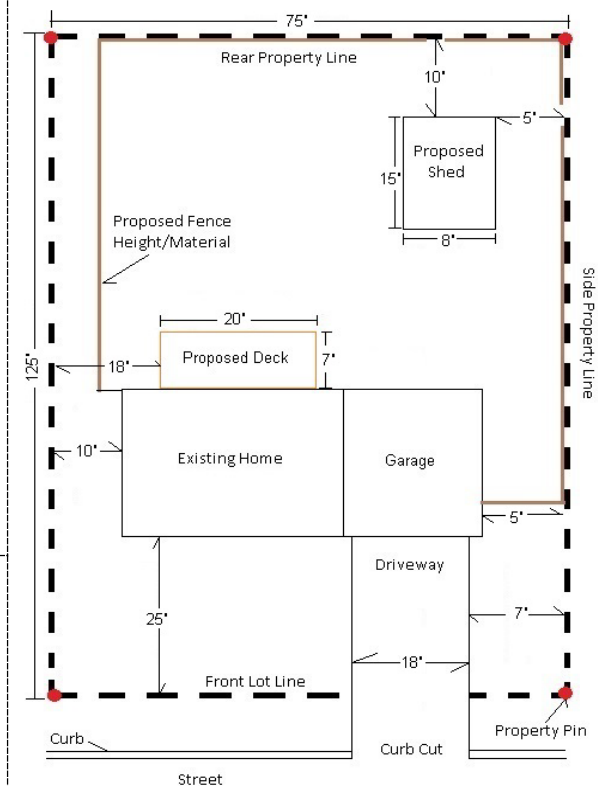 75"
Rear Property Line
10"
5"
Proposed
Shed
15"
8"
Proposed Fence
Height/Material
Side Property Line
20"
Proposed Deck
7"
18"
125"
10"
Existing Home
Garage
5"
Driveway
25"
7"
18"
Front Lot Line
Property Pin
Curb
Curb Cut
Street